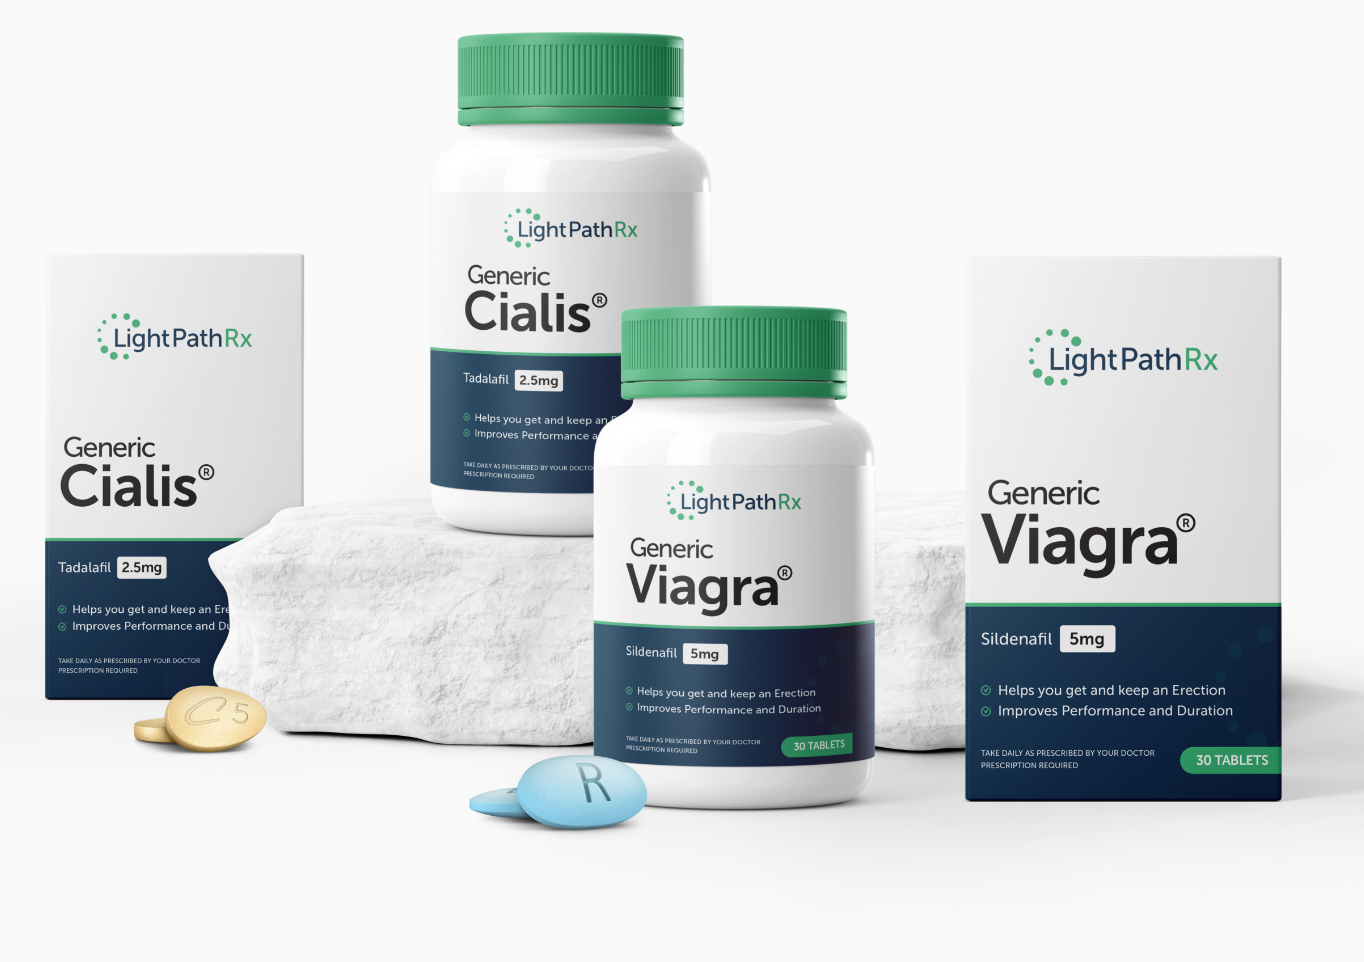 LightPathRx
Generic
Cialis®
Tadalafil 2.5mg
Helps you get and keep an Ere
Improves Performance and Du
TAKE DAILY AS PRESCRIBED BY YOUR DOCTOR
PRESCRIPTION REQUIRED
C 5
LightPathRx
Generic
Cialis®
Tadalafil 2.5mg
Helps you get and keep an
Improves Performance a
TAKE DAILY AS PRESCRIBED BY YOUR DOCTO
PRESCRIPTION REQUIRED
LightPathRx
Generic
Viagra®
Sildenafil 5mg
Helps you get and keep an Erection
Improves Performance and Duration
TAKE DAILY AS PRESCRIBED BY YOUR DOCTOR
PRESCRIPTION REQUIRED
30 TABLETS
R
LightPathRx
Generic
Viagra®
Sildenafil 5mg
Helps you get and keep an Erection
Improves Performance and Duration
TAKE DAILY AS PRESCRIBED BY YOUR DOCTOR
PRESCRIPTION REQUIRED
30 TABLETS